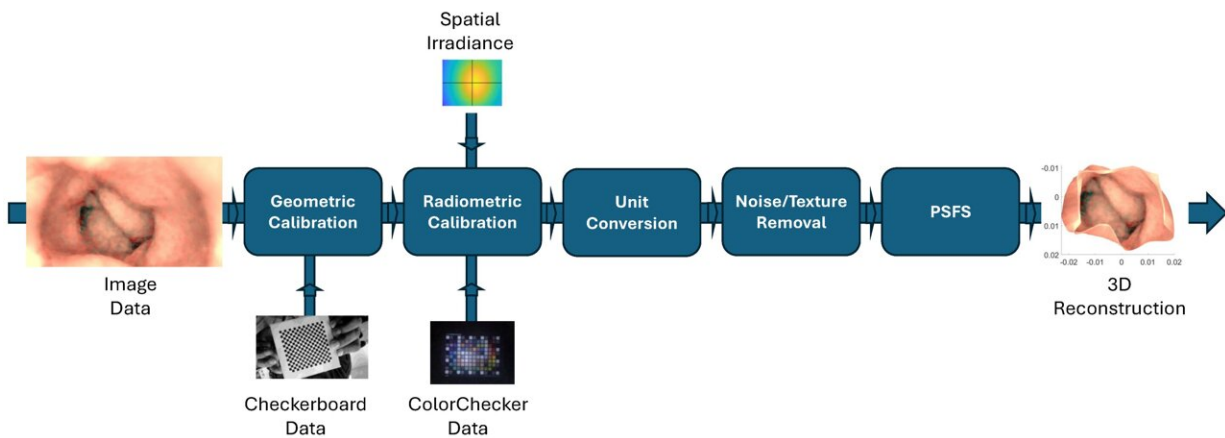 Spatial
Irradiance
Geometric
Calibration
Radiometric
Calibration
Unit
Conversion
Noise/Texture
Removal
PSFS
-0.01
0
0.01
0.02
-0.02
-0.01
0
0.01
0.02
Image
Data
3D
Reconstruction
Checkerboard
Data
ColorChecker
Data